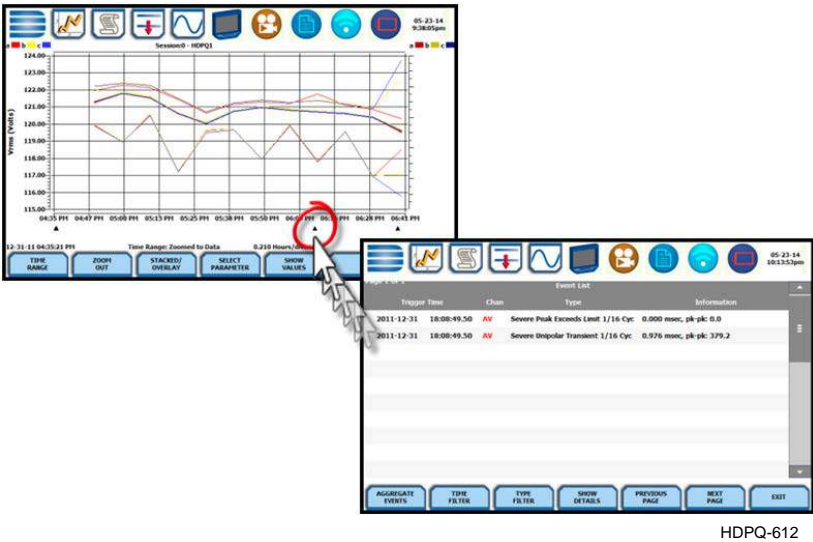 05-23-14
9:38:05pm
a b c
Session:0 - HDPQ1
a b c
124.00
123.00
122.00
121.00
120.00
119.00
118.00
117.00
116.00
115.00
Vrms (Volts)
04:35 PM 04:47 PM 05:00 PM 05:13 PM 05:25 PM 05:38 PM 05:50 PM 06:28 PM 06:41 PM
12-31-11 04:35:21 PM Time Range: Zoomed to Data 0.210
TIME RANGE
ZOOM OUT
STACKED/ OVERLAY
SELECT PARAMETER
SHOW VALUES
05-23-14
10:13:53pm
Event List
Trigger Time Chan Type Information
2011-12-31 18:08:49.50 AV Severe Peak Exceeds Limit 1/16 Cyc 0.000 msec, pk-pk: 0.0
2011-12-31 18:08:49.50 AV Severe Unipolar Transient 1/16 Cyc 0.976 msec, pk-pk: 379.2
AGGREGATE EVENTS
TIME FILTER
TYPE FILTER
SHOW DETAILS
PREVIOUS PAGE
NEXT PAGE
EXIT
HDPQ-612